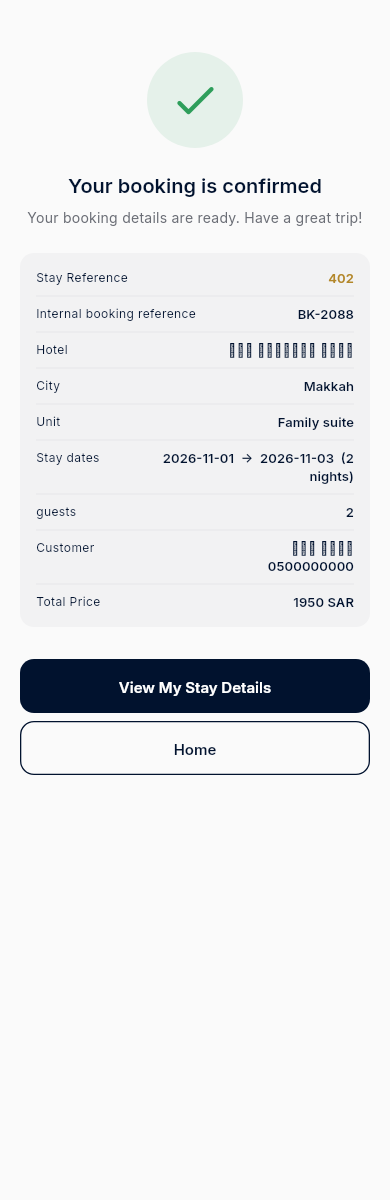 Your booking is confirmed
Your booking details are ready. Have a great trip!
Stay Reference 402
Internal booking reference BK-2088
Hotel
City Makkah
Unit Family suite
Stay dates 2026-11-01 → 2026-11-03 (2
nights)
guests 2
Customer
0500000000
Total Price 1950 SAR
View My Stay Details
Home